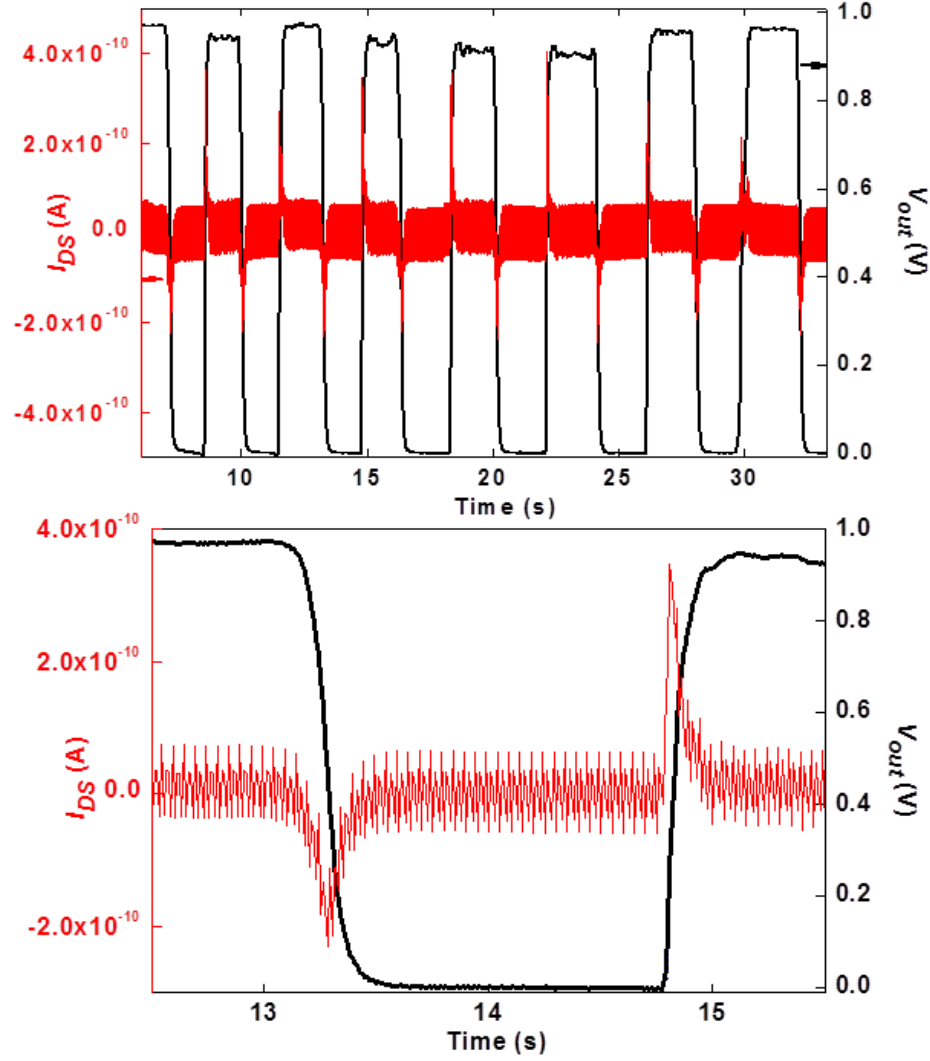 4.0x10⁻¹⁰
2.0x10⁻¹⁰
0.0
-2.0x10⁻¹⁰
-4.0x10⁻¹⁰
I_DS (A)
1.0
0.8
0.6
0.4
0.2
0.0
V_out (V)
10 15 20 25 30
Time (s)
4.0x10⁻¹⁰
2.0x10⁻¹⁰
0.0
-2.0x10⁻¹⁰
I_DS (A)
1.0
0.8
0.6
0.4
0.2
0.0
V_out (V)
13 14 15
Time (s)